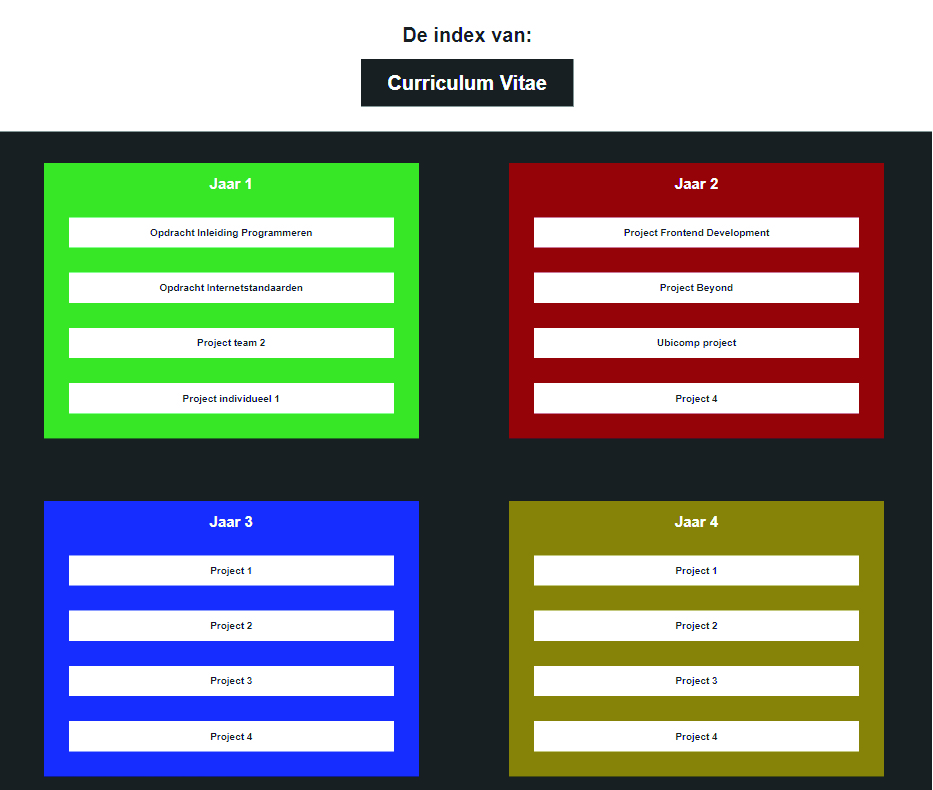 De index van:
Curriculum Vitae
Jaar 1
Opdracht Inleiding Programmeren
Opdracht Internetstandaarden
Project team 2
Project individueel 1
Jaar 2
Project Frontend Development
Project Beyond
Ubicomp project
Project 4
Jaar 3
Project 1
Project 2
Project 3
Project 4
Jaar 4
Project 1
Project 2
Project 3
Project 4